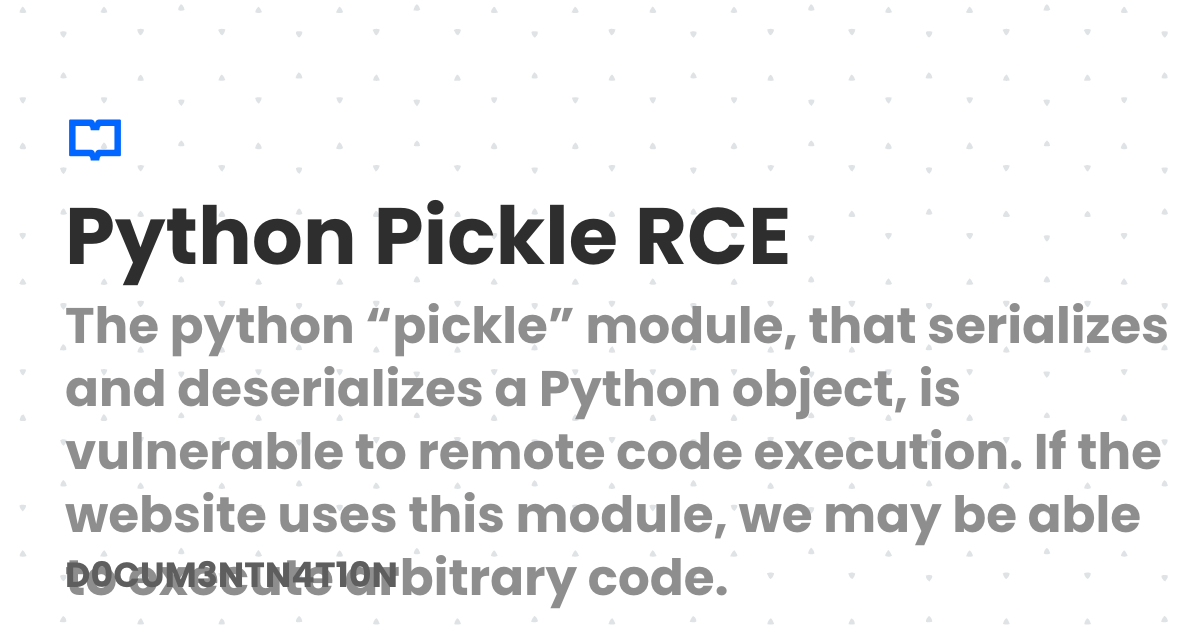 Python Pickle RCE
The python “pickle” module, that serializes
and deserializes a Python object, is
vulnerable to remote code execution. If the
website uses this module, we may be able
to execute arbitrary code.
D0CUM3NTN4T10N